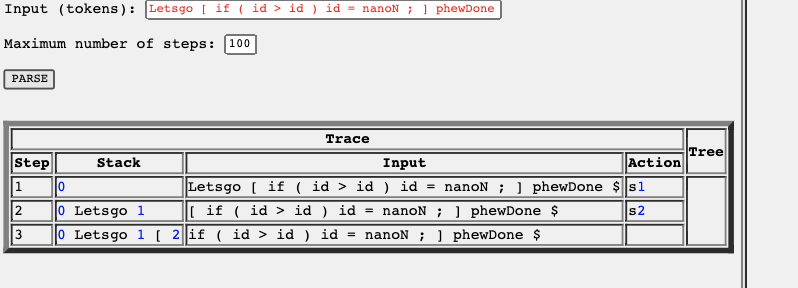 Input (tokens): Letsgo [ if ( id > id ) id = nanoN ; ] phewDone
Maximum number of steps: 100
PARSE
Trace Tree
Step Stack Input Action
1 0 Letsgo [ if ( id > id ) id = nanoN ; ] phewDone $ s1
2 0 Letsgo 1 [ if ( id > id ) id = nanoN ; ] phewDone $ s2
3 0 Letsgo 1 [ 2 if ( id > id ) id = nanoN ; ] phewDone $